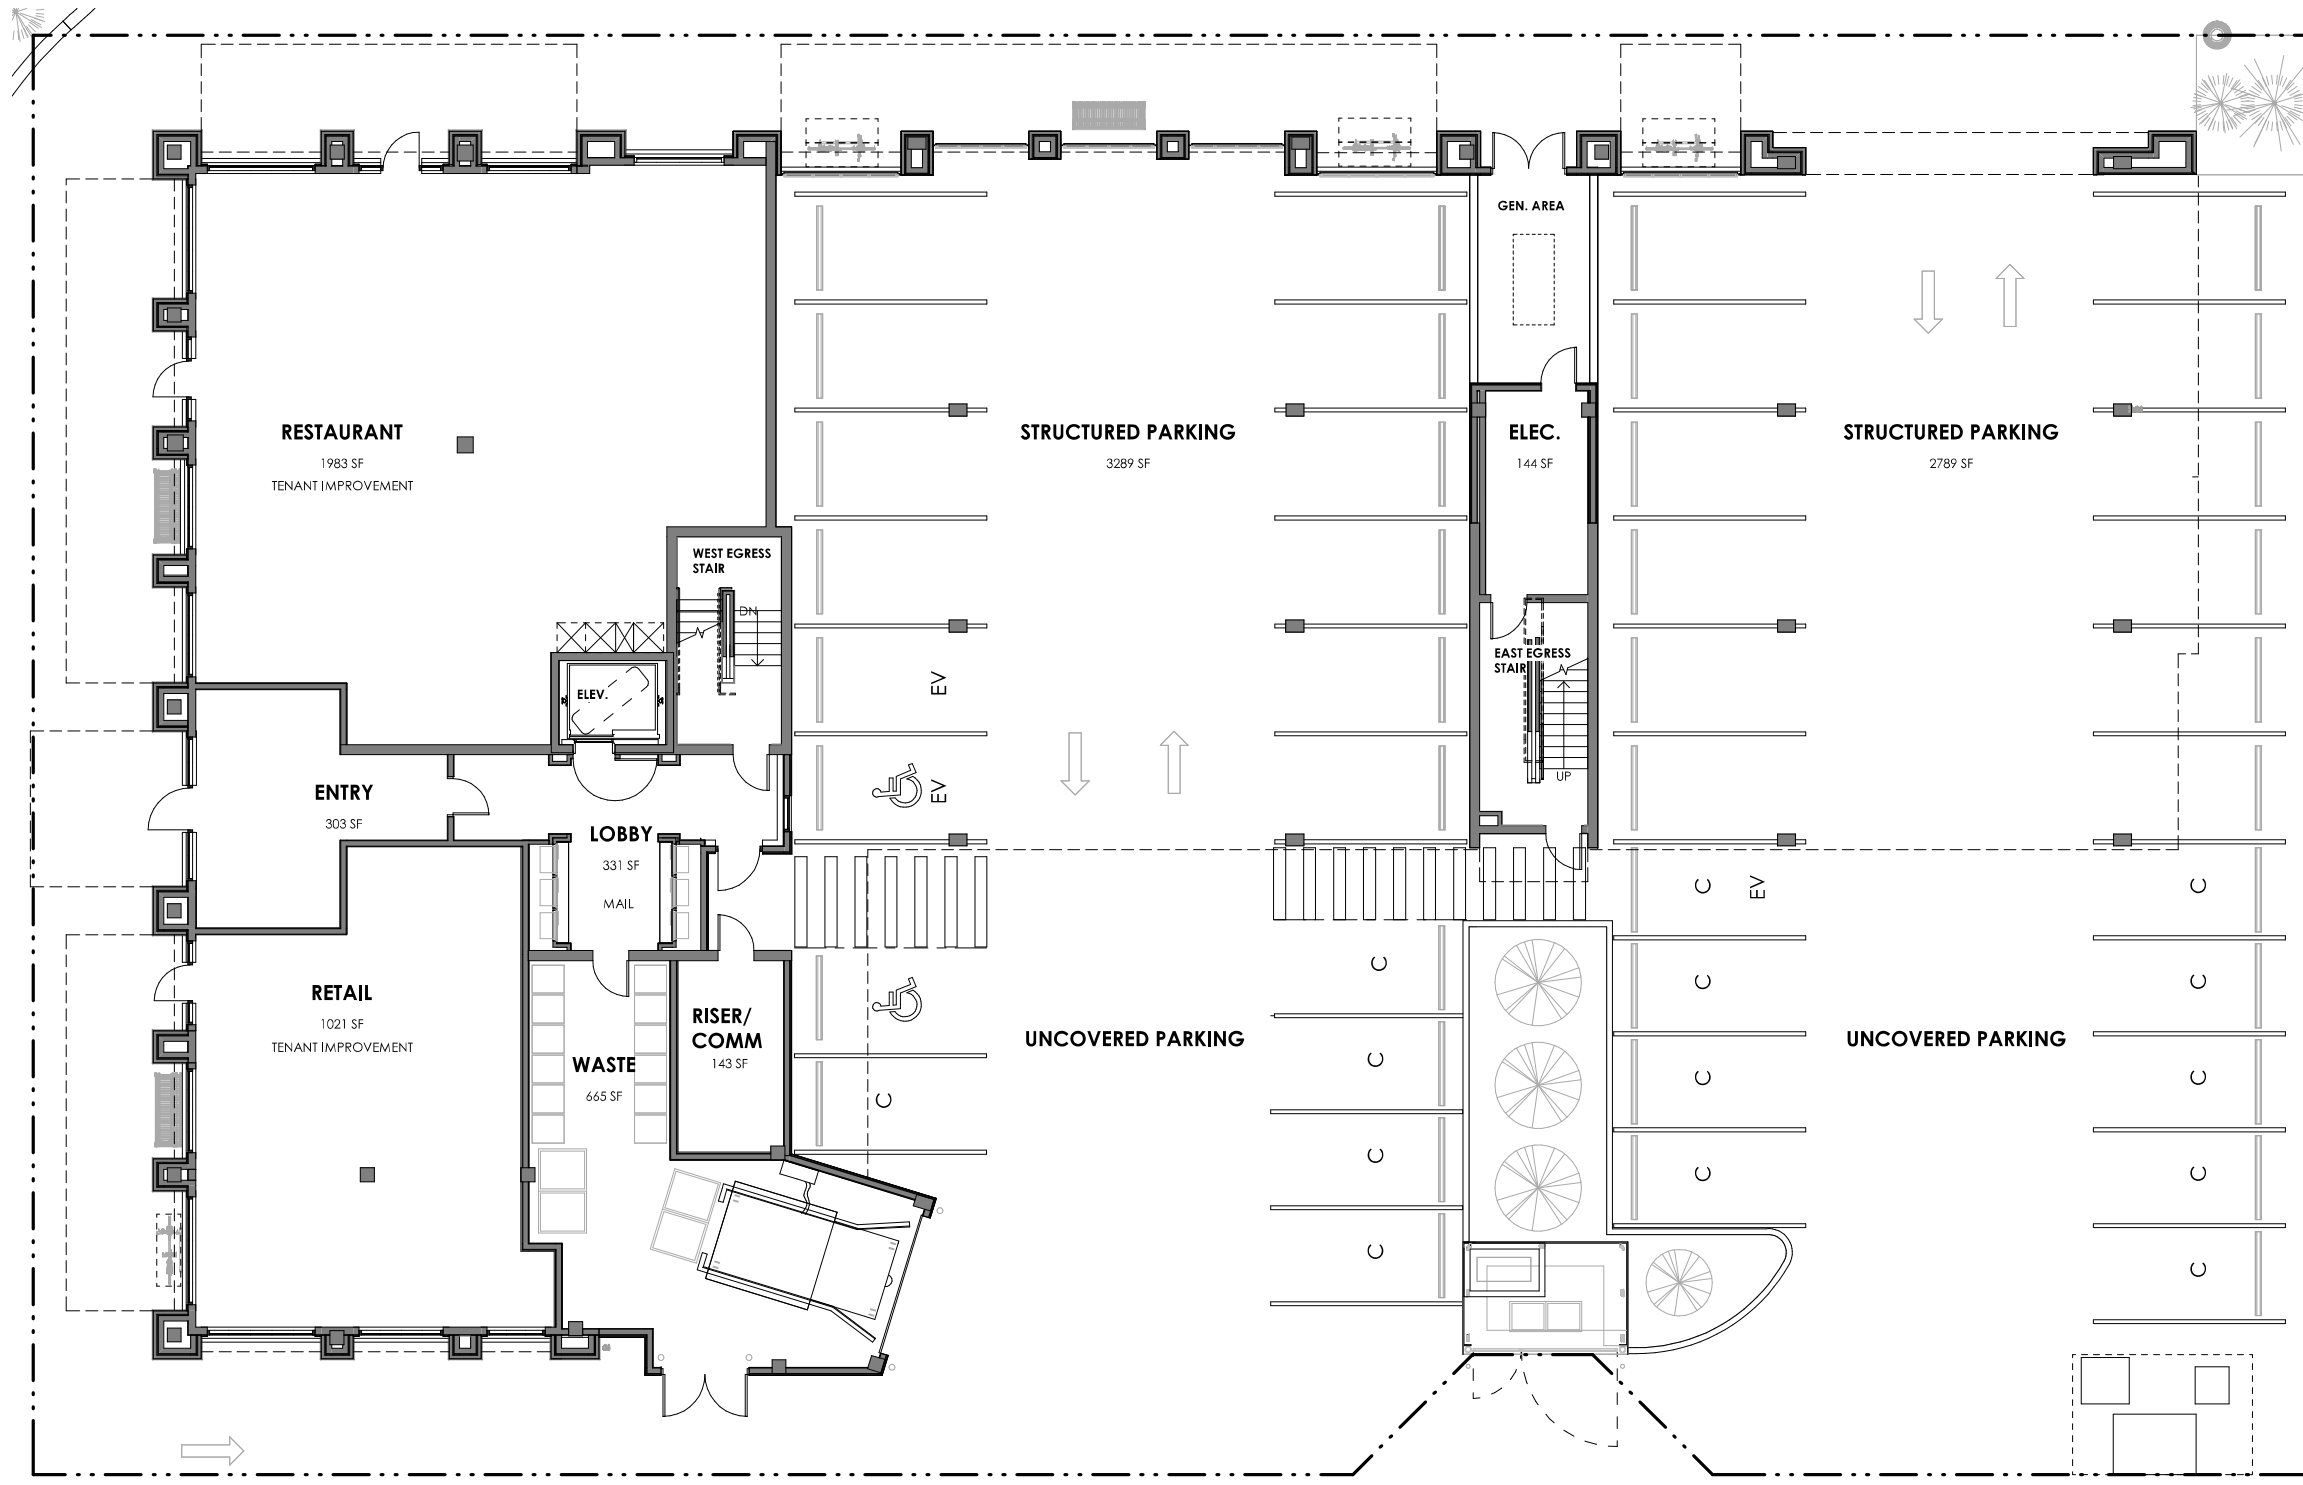 GEN. AREA
RESTAURANT
1983 SF
TENANT IMPROVEMENT
STRUCTURED PARKING
3289 SF
ELEC.
144 SF
STRUCTURED PARKING
2789 SF
WEST EGRESS
STAIR
DN
EAST EGRESS
STAIR
UP
ELEV.
EV
EV
ENTRY
303 SF
LOBBY
331 SF
MAIL
C
EV
C
C
C
C
RETAIL
1021 SF
TENANT IMPROVEMENT
RISER/
COMM
143 SF
WASTE
665 SF
UNCOVERED PARKING
UNCOVERED PARKING
C
C
C
C
C
C
C
C
C